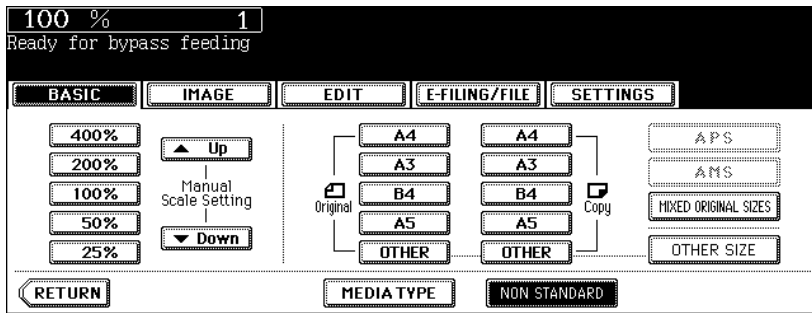 100 % 1
Ready for bypass feeding
BASIC IMAGE EDIT E-FILING/FILE SETTINGS
400%
200%
100%
50%
25%
Up
Manual
Scale Setting
Down
Original
A4
A3
B4
A5
OTHER
A4
A3
B4
A5
OTHER
Copy
APS
AMS
MIXED ORIGINAL SIZES
OTHER SIZE
RETURN MEDIA TYPE NON STANDARD